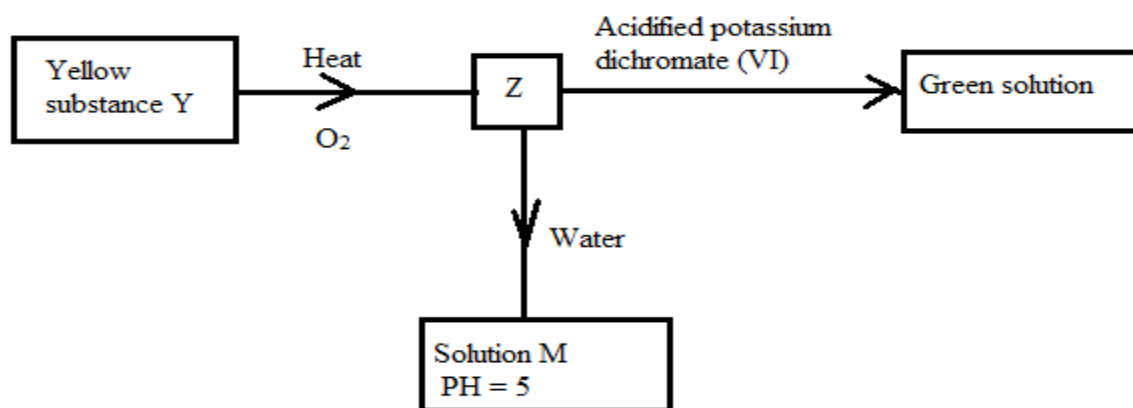 Yellow
substance Y
Heat
O₂
Z
Acidified potassium
dichromate (VI)
Green solution
Water
Solution M
PH = 5